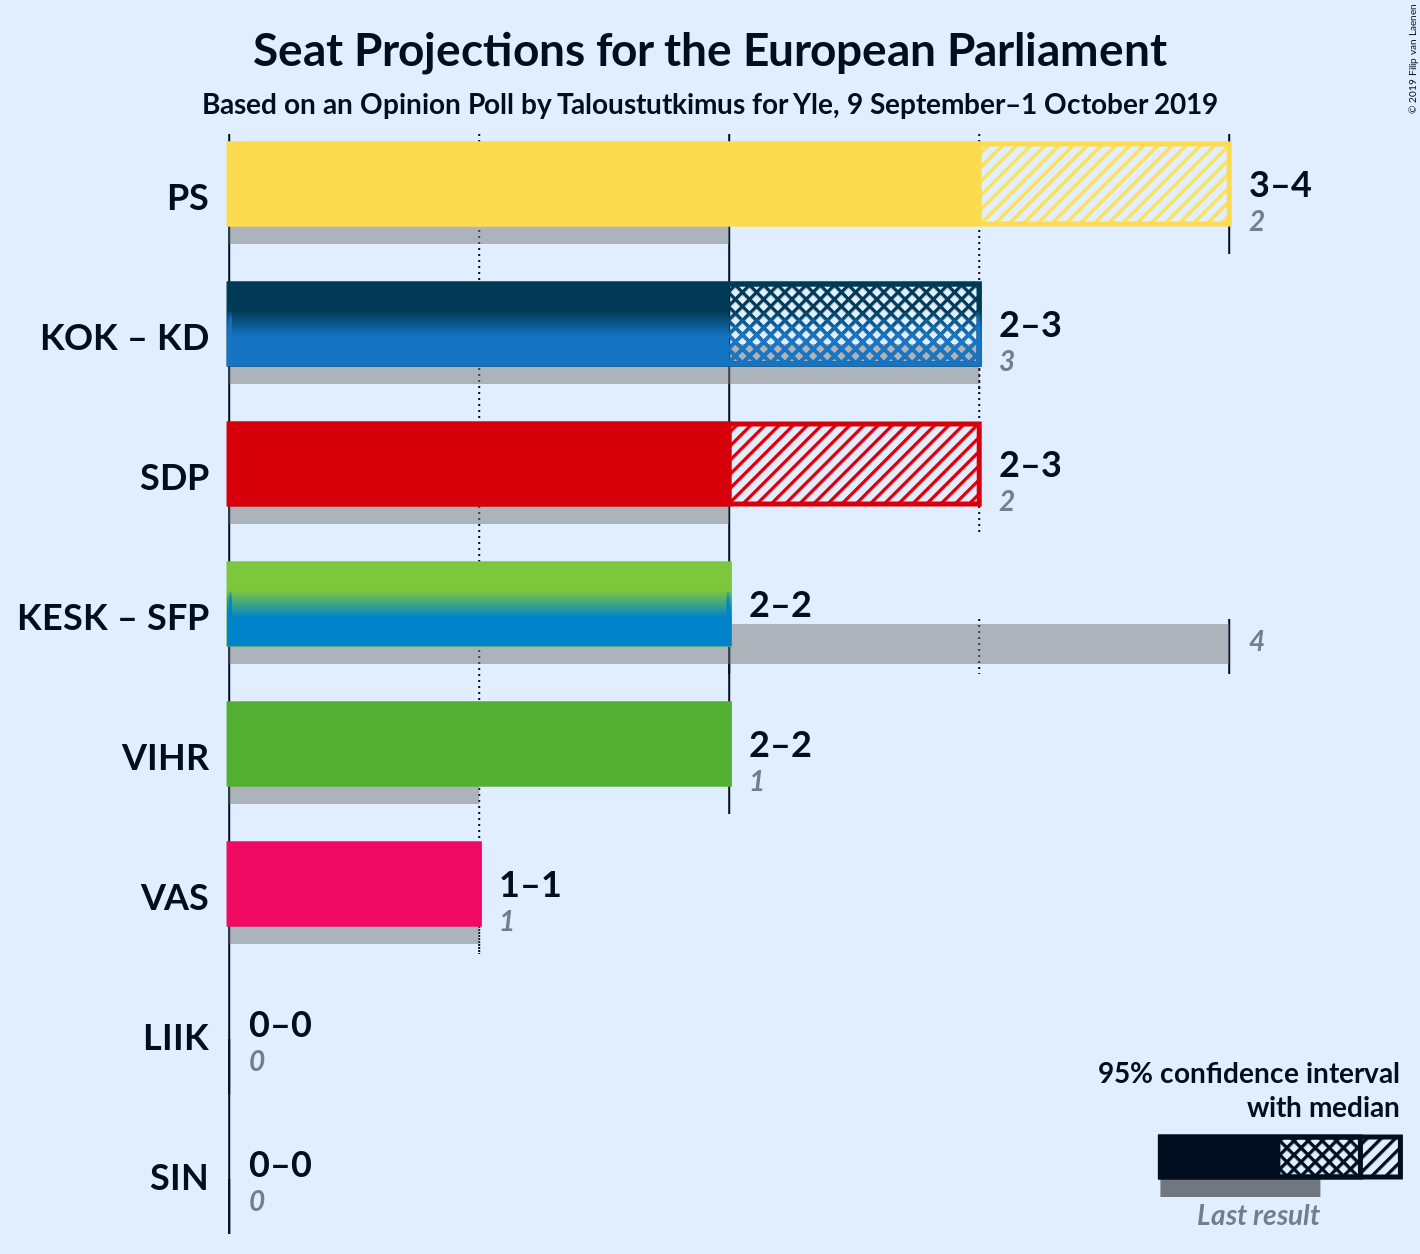 Seat Projections for the European Parliament
Based on an Opinion Poll by Taloustutkimus for Yle, 9 September–1 October 2019
© 2019 Filip van Laenen
PS
3–4
2
KOK – KD
2–3
3
SDP
2–3
2
KESK – SFP
2–2
4
VIHR
2–2
1
VAS
1–1
1
LIIK
0–0
0
SIN
0–0
0
95% confidence interval
with median
Last result